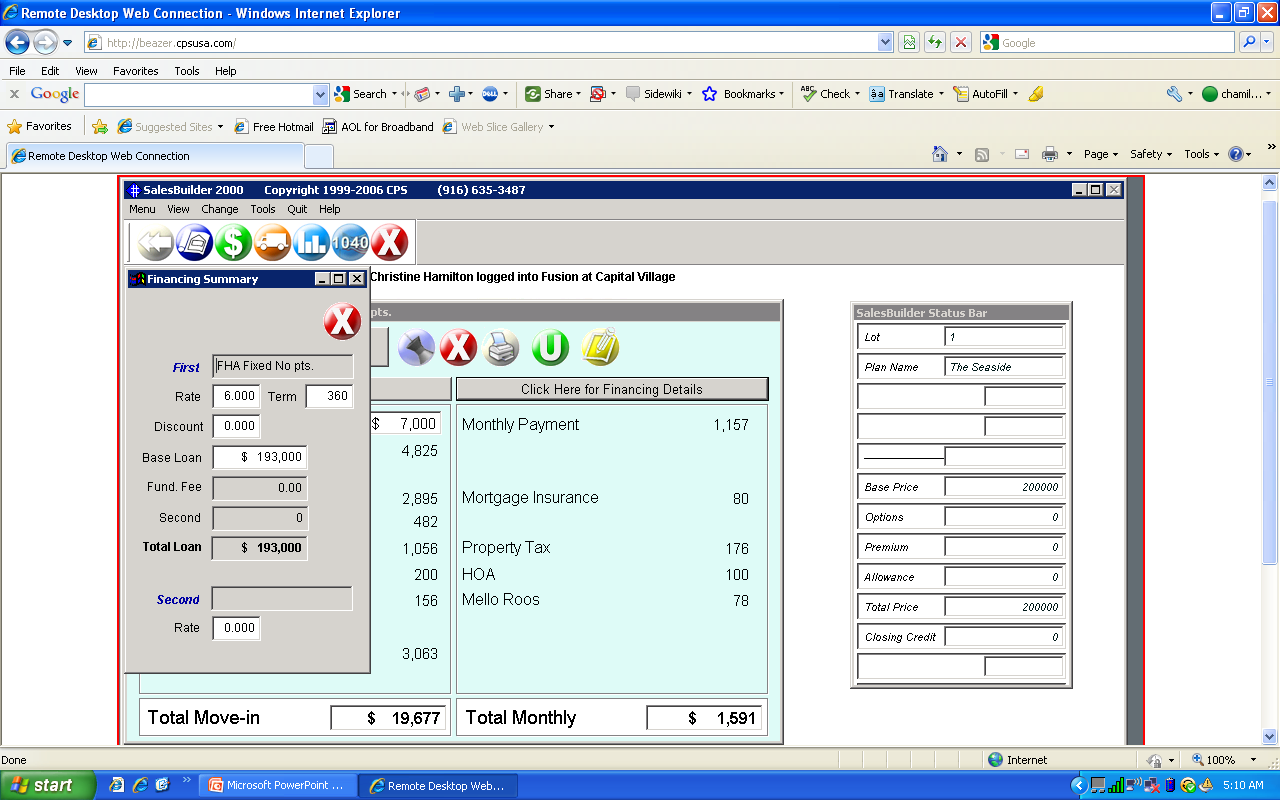 Remote Desktop Web Connection - Windows Internet Explorer
http://beazer.cpsusa.com/
Google
File Edit View Favorites Tools Help
x Google Search Share Sidewiki Bookmarks Check Translate AutoFill chamil...
Favorites Suggested Sites Free Hotmail AOL for Broadband Web Slice Gallery
Remote Desktop Web Connection
Page Safety Tools »
SalesBuilder 2000 Copyright 1999-2006 CPS (916) 635-3487
Menu View Change Tools Quit Help
1040 X
Christine Hamilton logged into Fusion at Capital Village
Financing Summary
X
First FHA Fixed No pts.
Rate 6.000 Term 360
Discount 0.000
Base Loan $ 193,000
Fund. Fee 0.00
Second 0
Total Loan $ 193,000
Second
Rate 0.000
pts.
X U
Click Here for Financing Details
$ 7,000 Monthly Payment 1,157
4,825
2,895 Mortgage Insurance 80
482
1,056 Property Tax 176
200 HOA 100
156 Mello Roos 78
3,063
Total Move-in $ 19,677 Total Monthly $ 1,591
SalesBuilder Status Bar
Lot 1
Plan Name The Seaside
Base Price 200000
Options 0
Premium 0
Allowance 0
Total Price 200000
Closing Credit 0
Done Internet 100%
start » Microsoft PowerPoint ... Remote Desktop Web... 5:10 AM